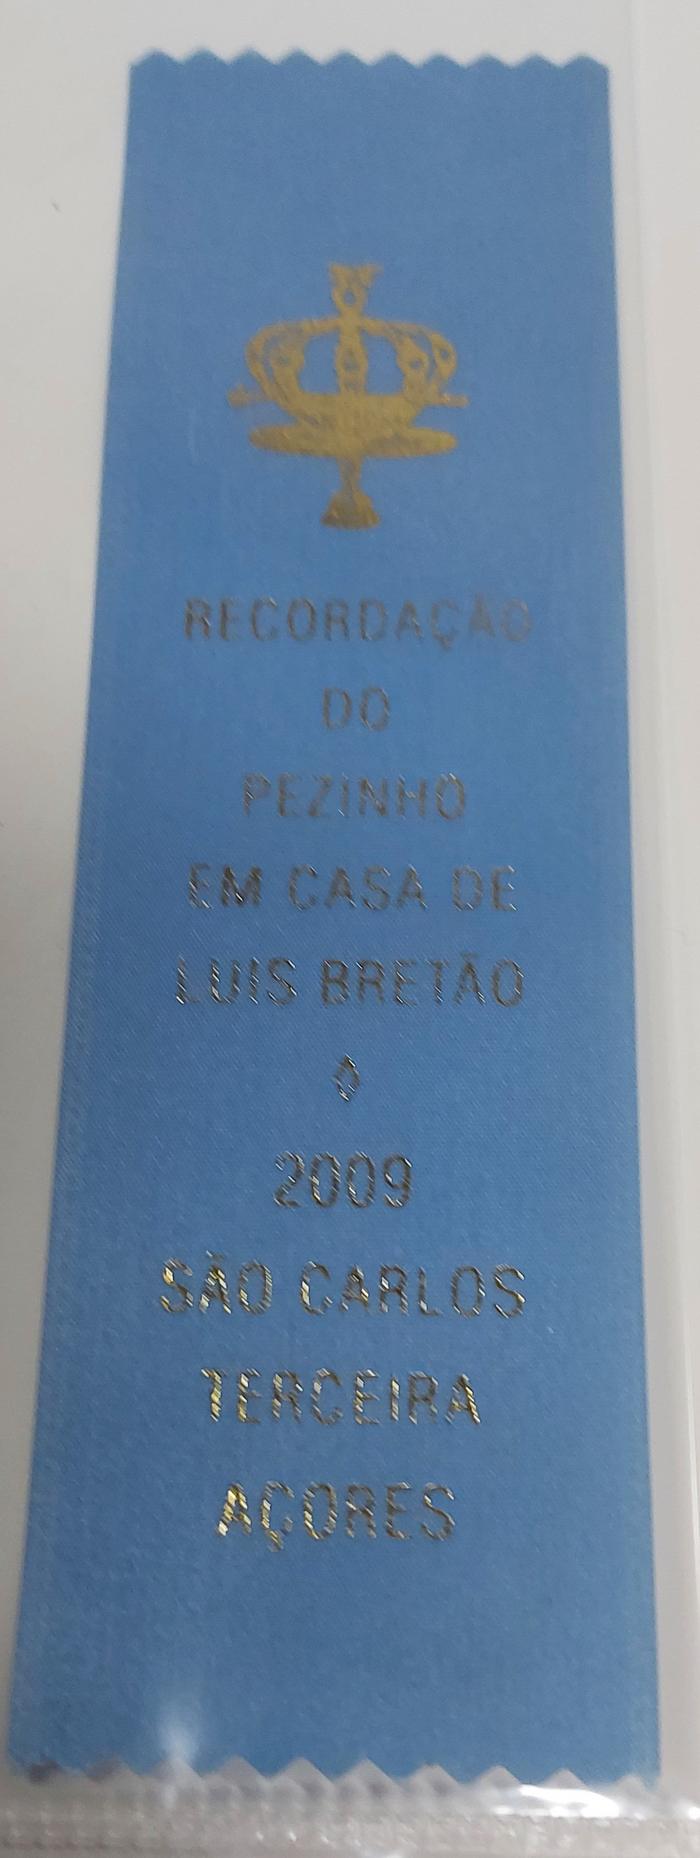 RECORDAÇÃO
DO
PEZINHO
EM CASA DE
LUIS BRETÃO
2009
SÃO CARLOS
TERCEIRA
AÇORES